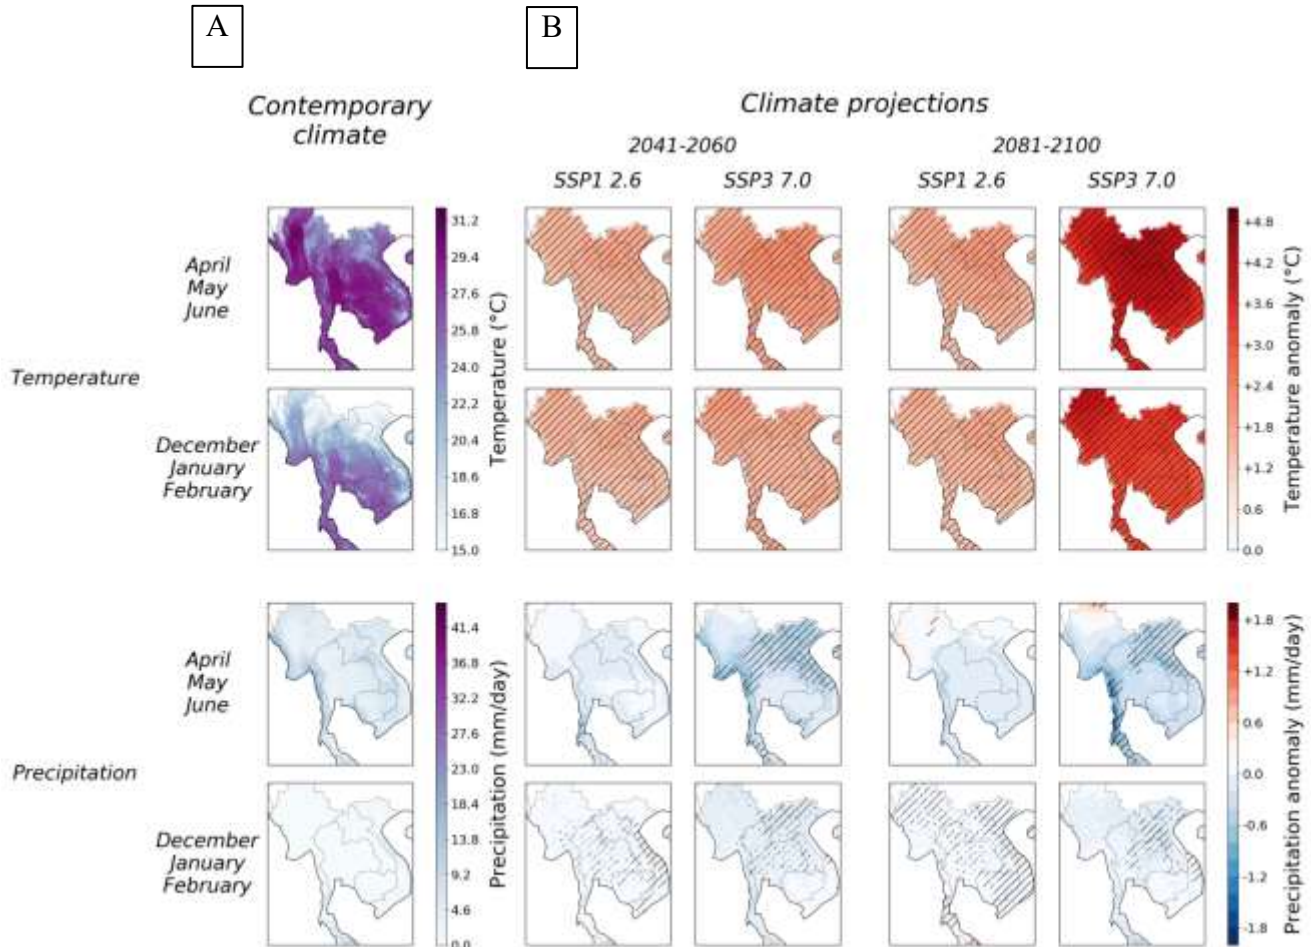 A
B
Contemporary
climate
Climate projections
2041-2060
2081-2100
SSP1 2.6
SSP3 7.0
SSP1 2.6
SSP3 7.0
Temperature
April
May
June
December
January
February
31.2
29.4
27.6
25.8
24.0
22.2
20.4
18.6
16.8
15.0
Temperature (°C)
+4.8
+4.2
+3.6
+3.0
+2.4
+1.8
+1.2
+0.6
0.0
Temperature anomaly (°C)
Precipitation
April
May
June
December
January
February
41.4
36.8
32.2
27.6
23.0
18.4
13.8
9.2
4.6
0.0
Precipitation (mm/day)
+1.8
+1.2
+0.6
0.0
-0.6
-1.2
-1.8
Precipitation anomaly (mm/day)